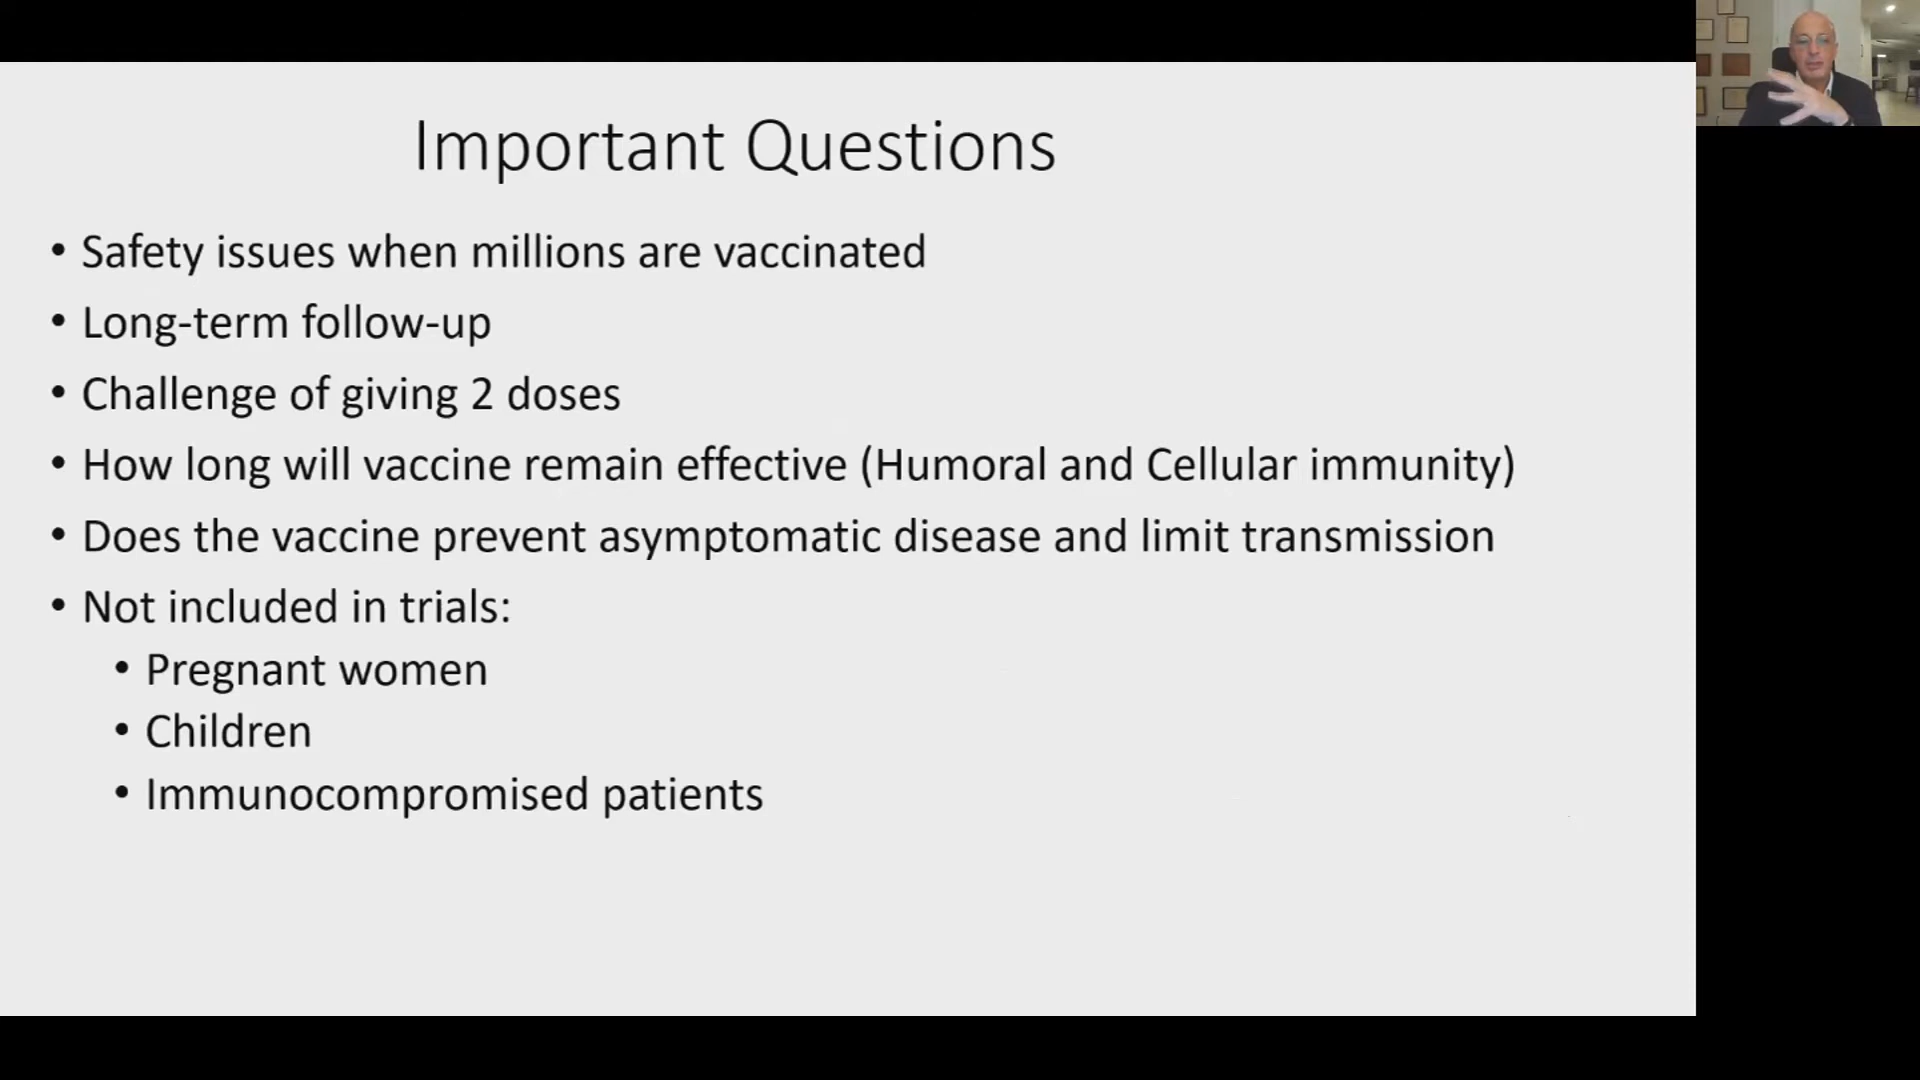 Important Questions
• Safety issues when millions are vaccinated
• Long-term follow-up
• Challenge of giving 2 doses
• How long will vaccine remain effective (Humoral and Cellular immunity)
• Does the vaccine prevent asymptomatic disease and limit transmission
• Not included in trials:
• Pregnant women
• Children
• Immunocompromised patients